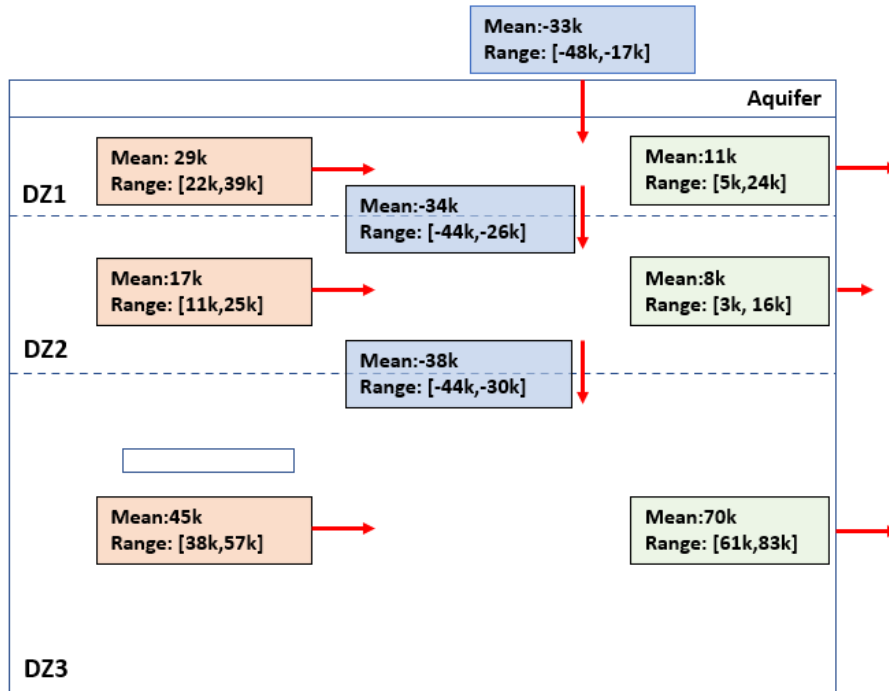 Mean:-33k
Range: [-48k,-17k]
Aquifer
Mean: 29k
Range: [22k,39k]
Mean:11k
Range: [5k,24k]
DZ1
Mean:-34k
Range: [-44k,-26k]
Mean:17k
Range: [11k,25k]
Mean:8k
Range: [3k, 16k]
DZ2
Mean:-38k
Range: [-44k,-30k]
Mean:45k
Range: [38k,57k]
Mean:70k
Range: [61k,83k]
DZ3